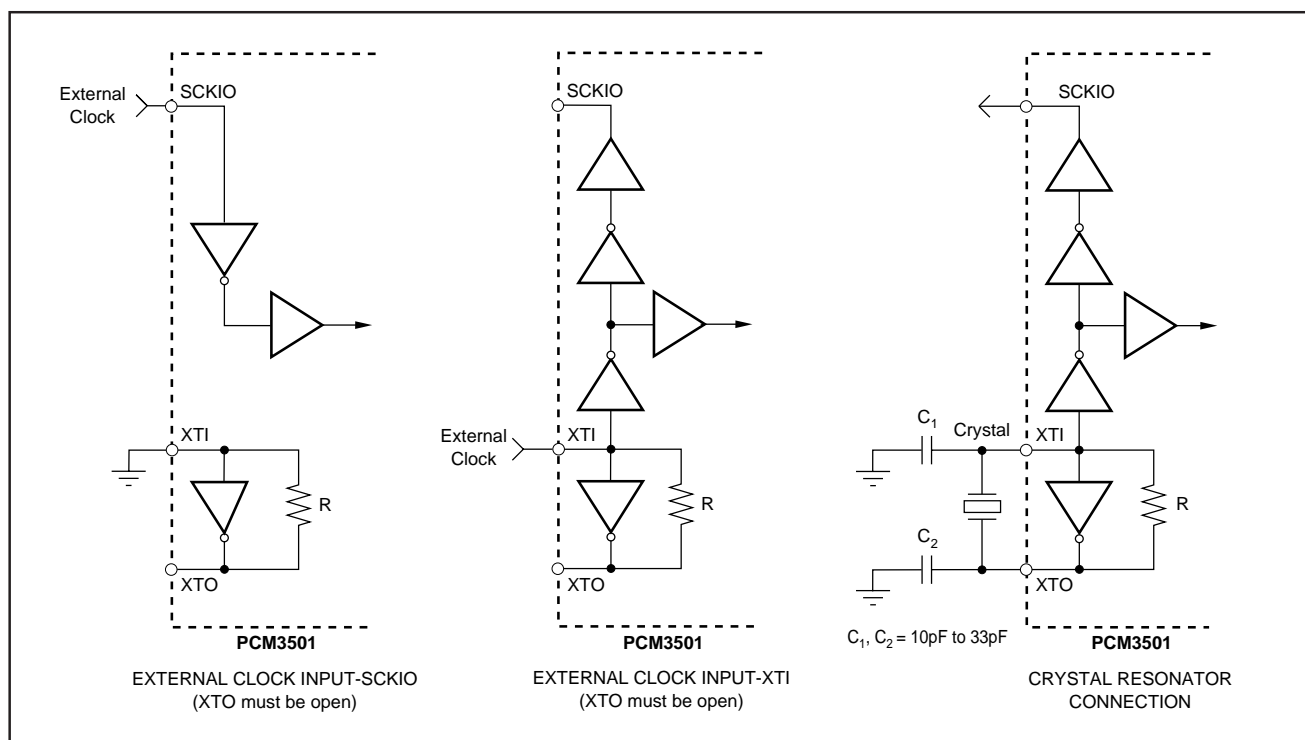 External
Clock
SCKIO
XTI
R
XTO
PCM3501
EXTERNAL CLOCK INPUT-SCKIO
(XTO must be open)
SCKIO
External
Clock
XTI
R
XTO
PCM3501
EXTERNAL CLOCK INPUT-XTI
(XTO must be open)
SCKIO
C₁
Crystal
XTI
R
C₂
XTO
C₁, C₂ = 10pF to 33pF
PCM3501
CRYSTAL RESONATOR
CONNECTION